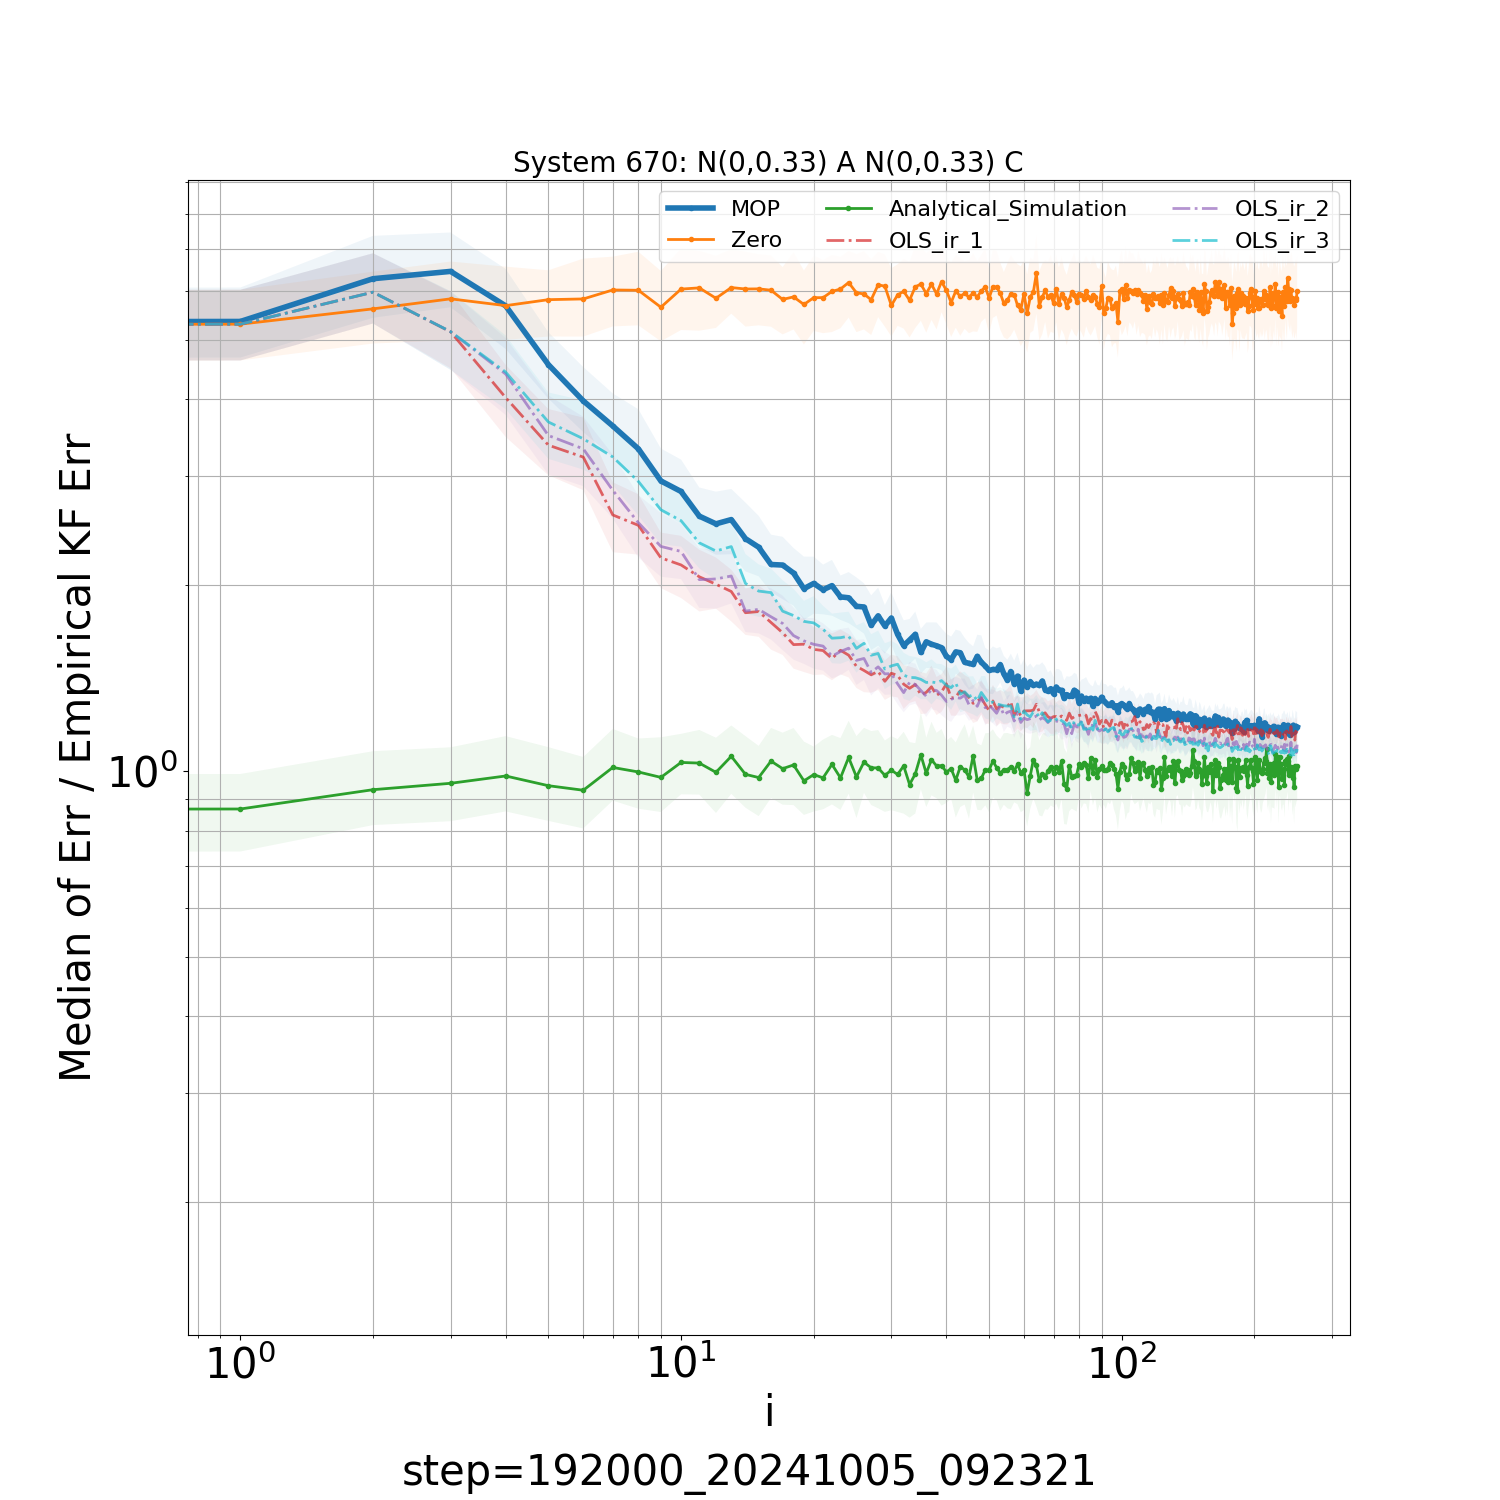 System 670: N(0,0.33) A N(0,0.33) C
MOP
Zero
Analytical_Simulation
OLS_ir_1
OLS_ir_2
OLS_ir_3
Median of Err / Empirical KF Err
10⁰
10⁰ 10¹ 10²
i
step=192000_20241005_092321